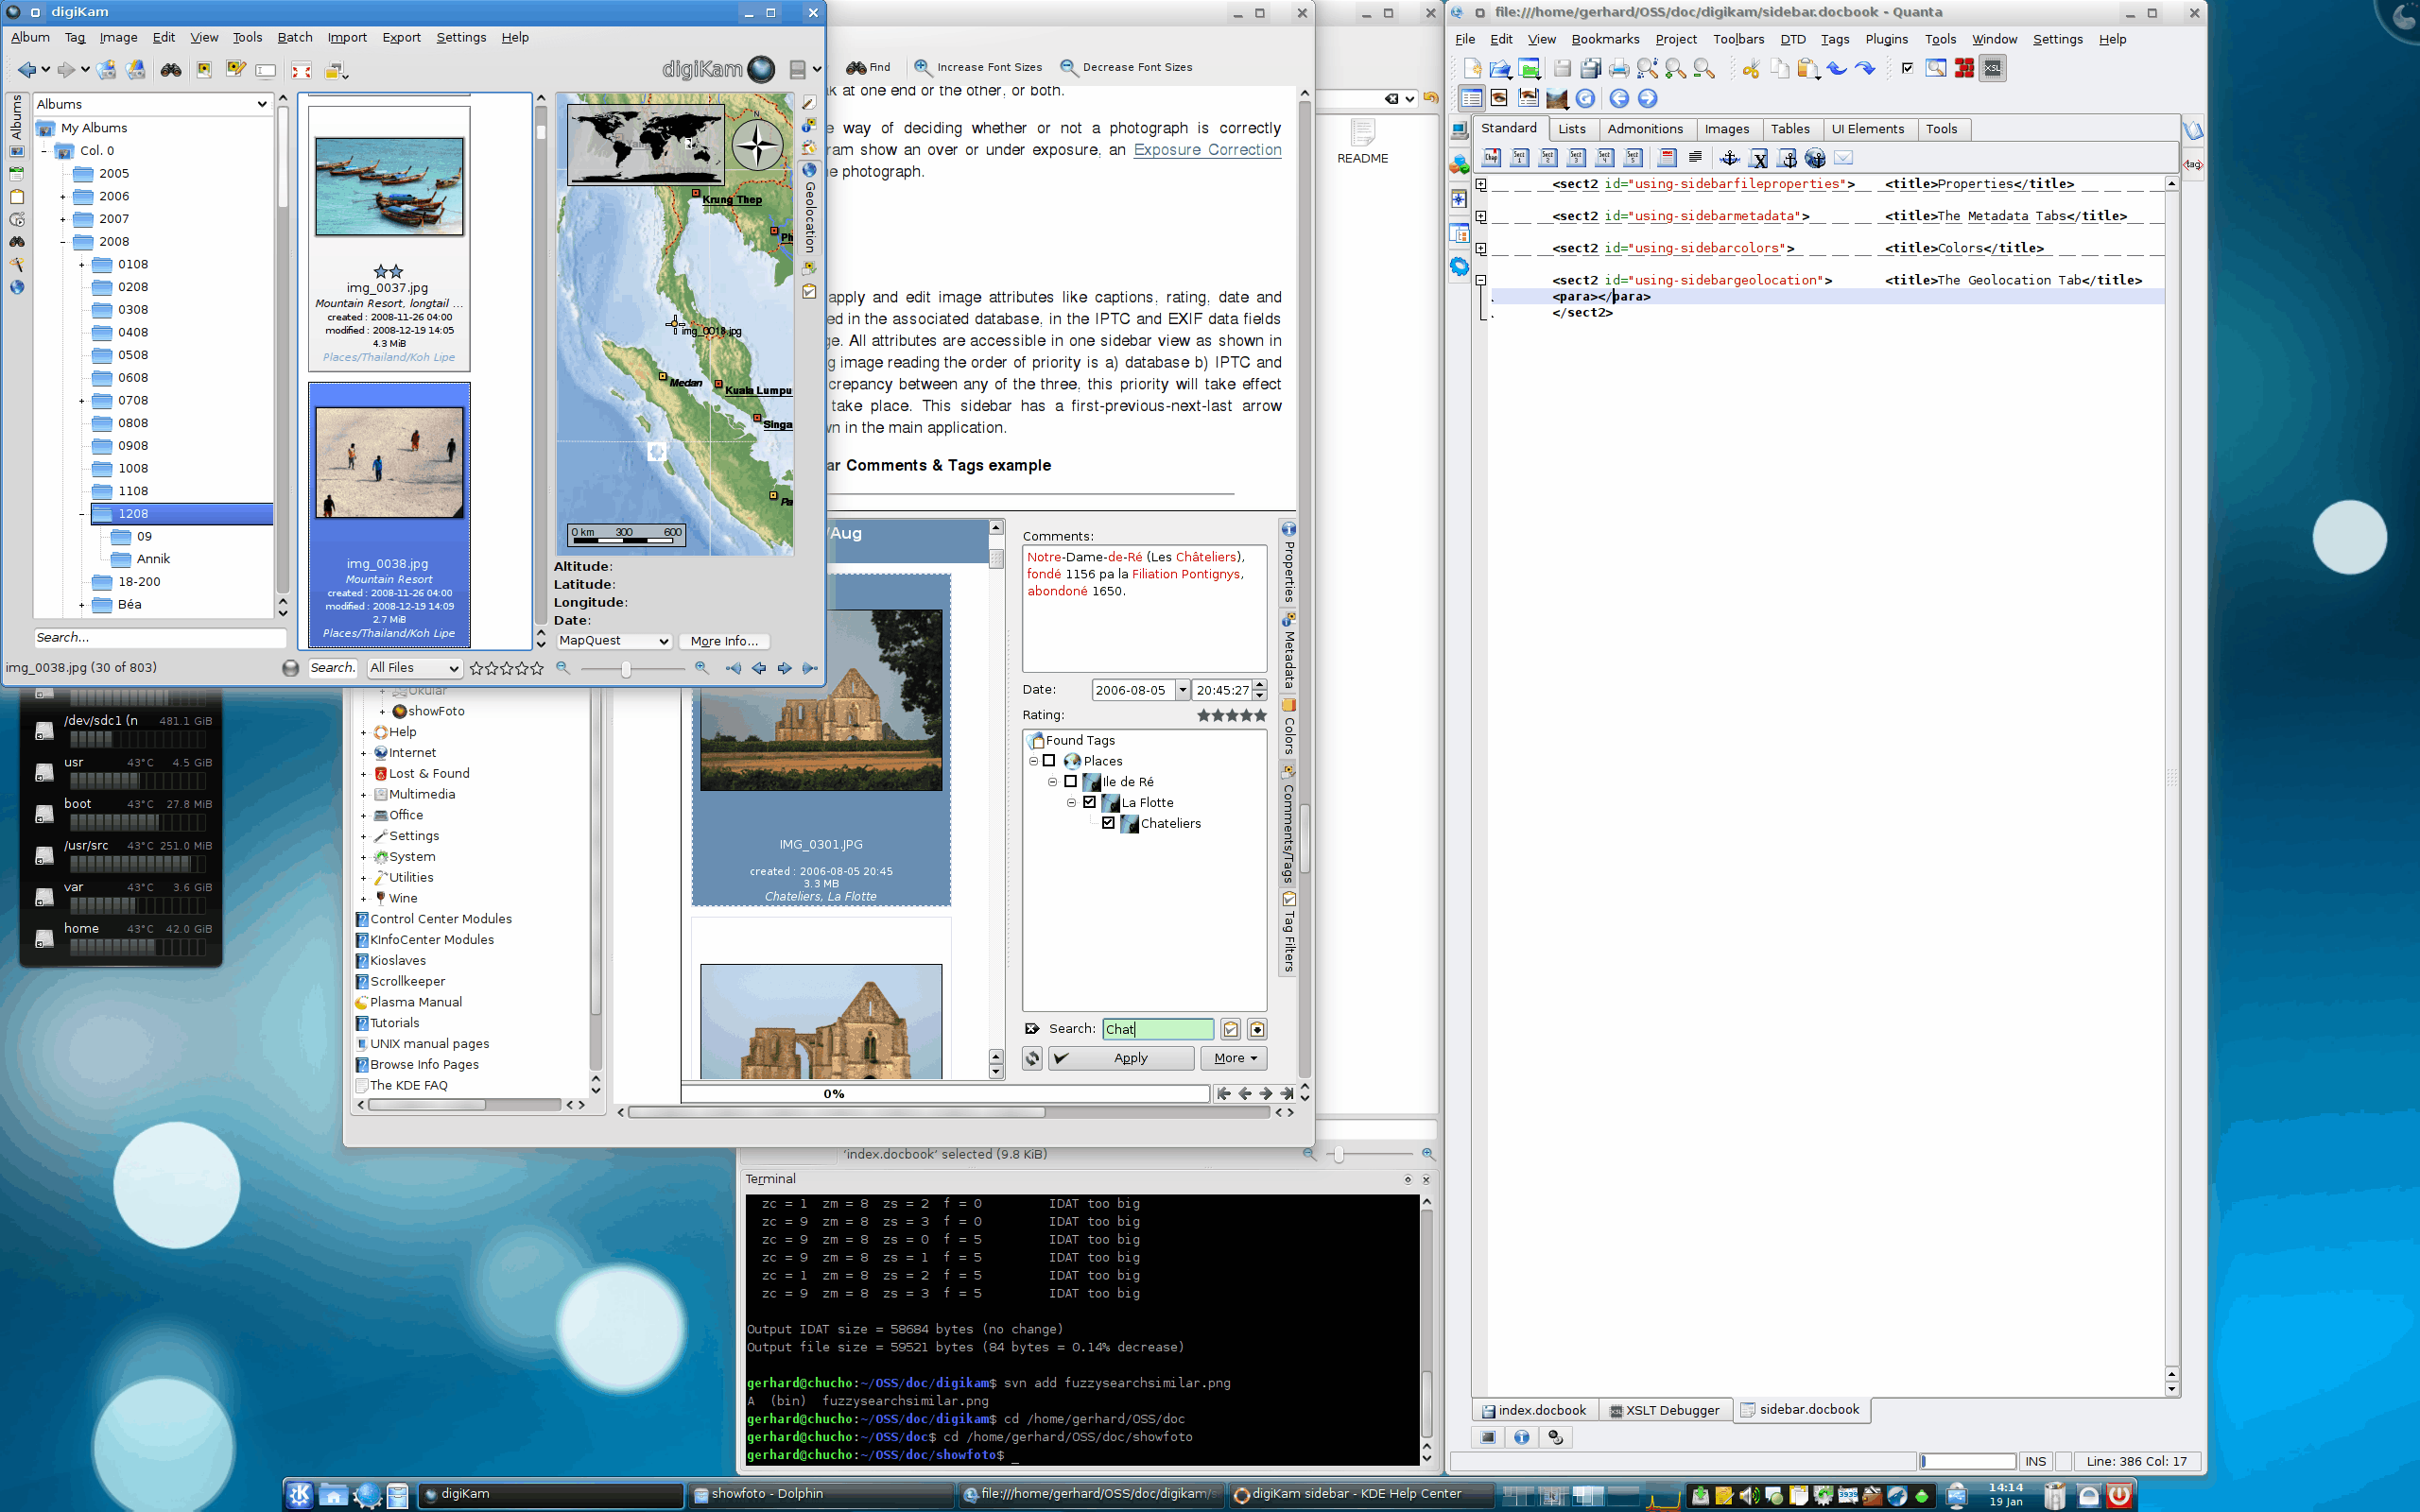 digiKam
Album Tag Image Edit View Tools Batch Import Export Settings Help
digiKam
Albums
Albums
My Albums
Col. 0
2005
2006
2007
2008
0108
0208
0308
0408
0508
0608
0708
0808
0908
1008
1108
1208
09
Annik
18-200
Béa
Search...
img_0037.jpg
Mountain Resort, longtail ...
created : 2008-11-26 04:00
modified : 2008-12-19 14:05
4.3 MiB
Places/Thailand/Koh Lipe
img_0038.jpg
Mountain Resort
created : 2008-11-26 04:00
modified : 2008-12-19 14:09
2.7 MiB
Places/Thailand/Koh Lipe
N
Krung Thep
Ph
img_0018.jpg
Medan
Kuala Lumpu
Singa
Pa
0 km 300 600
Geolocation
Altitude:
Latitude:
Longitude:
Date:
MapQuest More Info...
img_0038.jpg (30 of 803) Search. All Files
Find Increase Font Sizes Decrease Font Sizes
k at one end or the other, or both.
way of deciding whether or not a photograph is correctly
ram show an over or under exposure, an Exposure Correction
e photograph.
apply and edit image attributes like captions, rating, date and
ed in the associated database, in the IPTC and EXIF data fields
ge. All attributes are accessible in one sidebar view as shown in
g image reading the order of priority is a) database b) IPTC and
crepancy between any of the three, this priority will take effect
take place. This sidebar has a first-previous-next-last arrow
vn in the main application.
ar Comments & Tags example
/Aug
IMG_0301.JPG
created : 2006-08-05 20:45
3.3 MB
Chateliers, La Flotte
Comments:
Notre-Dame-de-Ré (Les Châteliers),
fondé 1156 pa la Filiation Pontignys,
abondoné 1650.
Date: 2006-08-05 20:45:27
Rating:
Found Tags
Places
Ile de Ré
La Flotte
Chateliers
Search: Chat
Apply More
0%
Properties
Metadata
Colors
Comments/Tags
Tag Filters
README
/dev/sdc1 (n 481.1 GiB
usr 43°C 4.5 GiB
boot 43°C 27.8 MiB
/usr/src 43°C 251.0 MiB
var 43°C 3.6 GiB
home 43°C 42.0 GiB
Okular
showFoto
Help
Internet
Lost & Found
Multimedia
Office
Settings
System
Utilities
Wine
Control Center Modules
KInfoCenter Modules
Kioslaves
Scrollkeeper
Plasma Manual
Tutorials
UNIX manual pages
Browse Info Pages
The KDE FAQ
'index.docbook' selected (9.8 KiB)
Terminal
zc = 1 zm = 8 zs = 2 f = 0 IDAT too big
zc = 9 zm = 8 zs = 3 f = 0 IDAT too big
zc = 9 zm = 8 zs = 0 f = 5 IDAT too big
zc = 9 zm = 8 zs = 1 f = 5 IDAT too big
zc = 1 zm = 8 zs = 2 f = 5 IDAT too big
zc = 9 zm = 8 zs = 3 f = 5 IDAT too big
Output IDAT size = 58684 bytes (no change)
Output file size = 59521 bytes (84 bytes = 0.14% decrease)
gerhard@chucho:~/OSS/doc/digikam$ svn add fuzzysearchsimilar.png
A (bin) fuzzysearchsimilar.png
gerhard@chucho:~/OSS/doc/digikam$ cd /home/gerhard/OSS/doc
gerhard@chucho:~/OSS/doc$ cd /home/gerhard/OSS/doc/showfoto
gerhard@chucho:~/OSS/doc/showfoto$ _
file:///home/gerhard/OSS/doc/digikam/sidebar.docbook - Quanta
File Edit View Bookmarks Project Toolbars DTD Tags Plugins Tools Window Settings Help
XSL
Standard Lists Admonitions Images Tables UI Elements Tools
<sect2 id="using-sidebarfileproperties"> <title>Properties</title>
<sect2 id="using-sidebarmetadata"> <title>The Metadata Tabs</title>
<sect2 id="using-sidebarcolors"> <title>Colors</title>
<sect2 id="using-sidebargeolocation"> <title>The Geolocation Tab</title>
<para></para>
</sect2>
index.docbook XSLT Debugger sidebar.docbook
INS Line: 386 Col: 17
digiKam showfoto - Dolphin file:///home/gerhard/OSS/doc/digikam/s digiKam sidebar - KDE Help Center
14:14
19 Jan